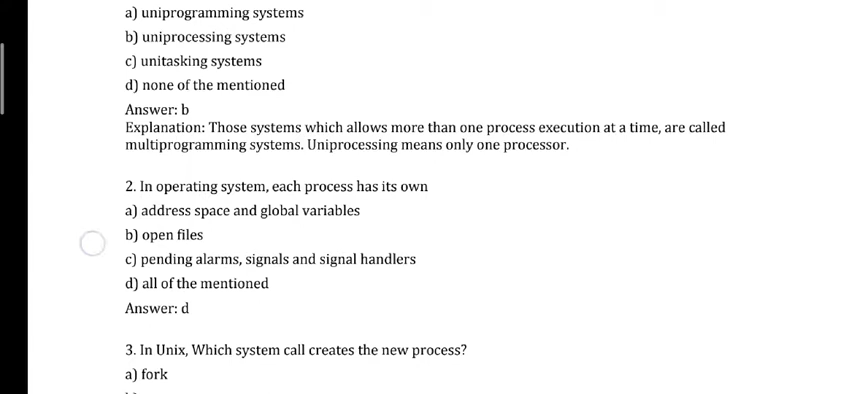 a) uniprogramming systems
b) uniprocessing systems
c) unitasking systems
d) none of the mentioned
Answer: b
Explanation: Those systems which allows more than one process execution at a time, are called
multiprogramming systems. Uniprocessing means only one processor.
2. In operating system, each process has its own
a) address space and global variables
b) open files
c) pending alarms, signals and signal handlers
d) all of the mentioned
Answer: d
3. In Unix, Which system call creates the new process?
a) fork